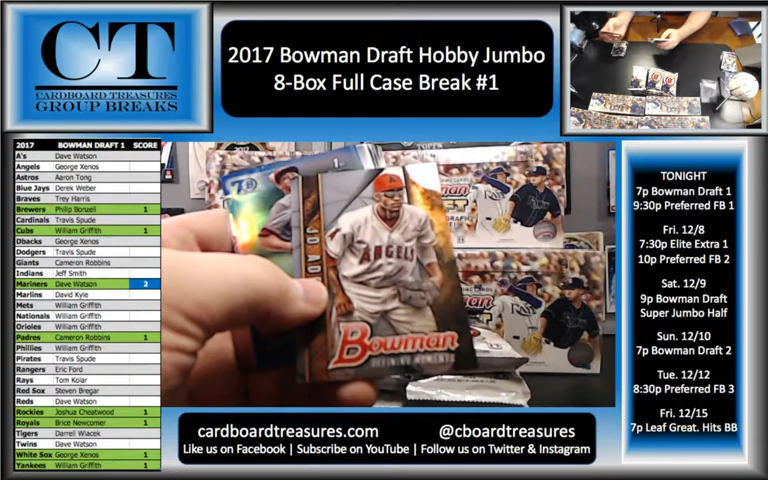 CT
CARDBOARD TREASURES
GROUP BREAKS
2017 Bowman Draft Hobby Jumbo
8-Box Full Case Break #1
2017 BOWMAN DRAFT 1 SCORE
A's Dave Watson
Angels George Xenos
Astros Aaron Tong
Blue Jays Derek Weber
Braves Trey Harris
Brewers Philip Bonzell 1
Cardinals Travis Spude
Cubs William Griffith 1
Dbacks George Xenos
Dodgers Travis Spude
Giants Cameron Robbins
Indians Jeff Smith
Mariners Dave Watson 2
Marlins David Kyle
Mets William Griffith
Nationals William Griffith
Orioles William Griffith
Padres Cameron Robbins 1
Phillies William Griffith
Pirates Travis Spude
Rangers Eric Ford
Rays Tom Kolar
Red Sox Steven Bregar
Reds Dave Watson
Rockies Joshua Cheatwood 1
Royals Brice Newcomer 1
Tigers Darrell Wiacek
Twins Dave Watson
White Sox George Xenos 1
Yankees William Griffith 1
2017
TOPPS
1st
JO AD
ANGELS
Bowman
DEFINING MOMENTS
Rays
TONIGHT
7p Bowman Draft 1
9:30p Preferred FB 1
Fri. 12/8
7:30p Elite Extra 1
10p Preferred FB 2
Sat. 12/9
9p Bowman Draft
Super Jumbo Half
Sun. 12/10
7p Bowman Draft 2
Tue. 12/12
8:30p Preferred FB 3
Fri. 12/15
7p Leaf Great. Hits BB
cardboardtreasures.com @cboardtreasures
Like us on Facebook | Subscribe on YouTube | Follow us on Twitter & Instagram